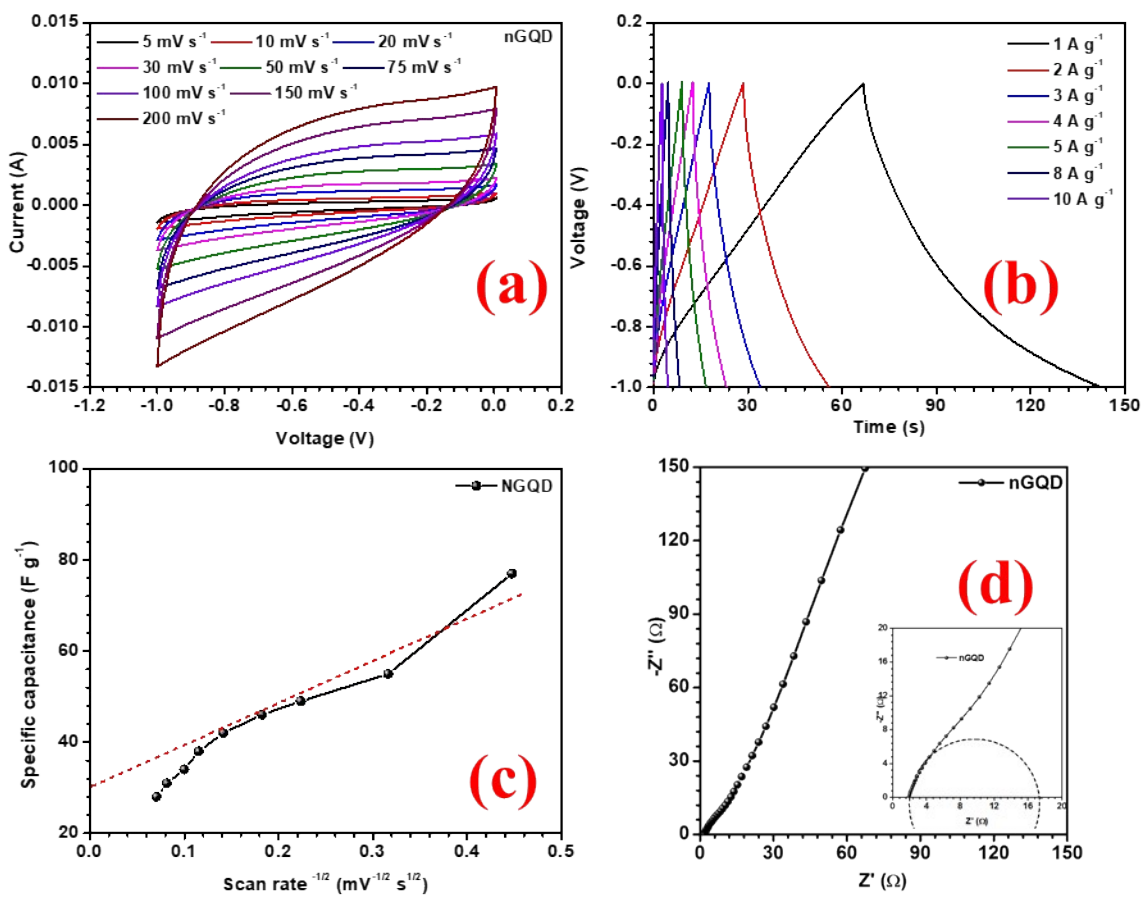 (a)
nGQD
5 mV s⁻¹ 10 mV s⁻¹ 20 mV s⁻¹
30 mV s⁻¹ 50 mV s⁻¹ 75 mV s⁻¹
100 mV s⁻¹ 150 mV s⁻¹
200 mV s⁻¹
0.015
0.010
0.005
0.000
-0.005
-0.010
-0.015
Current (A)
-1.2 -1.0 -0.8 -0.6 -0.4 -0.2 0.0 0.2
Voltage (V)
(b)
1 A g⁻¹
2 A g⁻¹
3 A g⁻¹
4 A g⁻¹
5 A g⁻¹
8 A g⁻¹
10 A g⁻¹
-0.2
0.0
-0.2
-0.4
-0.6
-0.8
-1.0
Voltage (V)
0 30 60 90 120 150
Time (s)
(c)
NGQD
100
80
60
40
20
Specific capacitance (F g⁻¹)
0.0 0.1 0.2 0.3 0.4 0.5
Scan rate ⁻¹/² (mV⁻¹/² s¹/²)
(d)
nGQD
150
120
90
60
30
0
-Z'' (Ω)
0 30 60 90 120 150
Z' (Ω)
nGQD
20
16
12
8
4
0
-Z'' (Ω)
0 4 8 12 16 20
Z' (Ω)